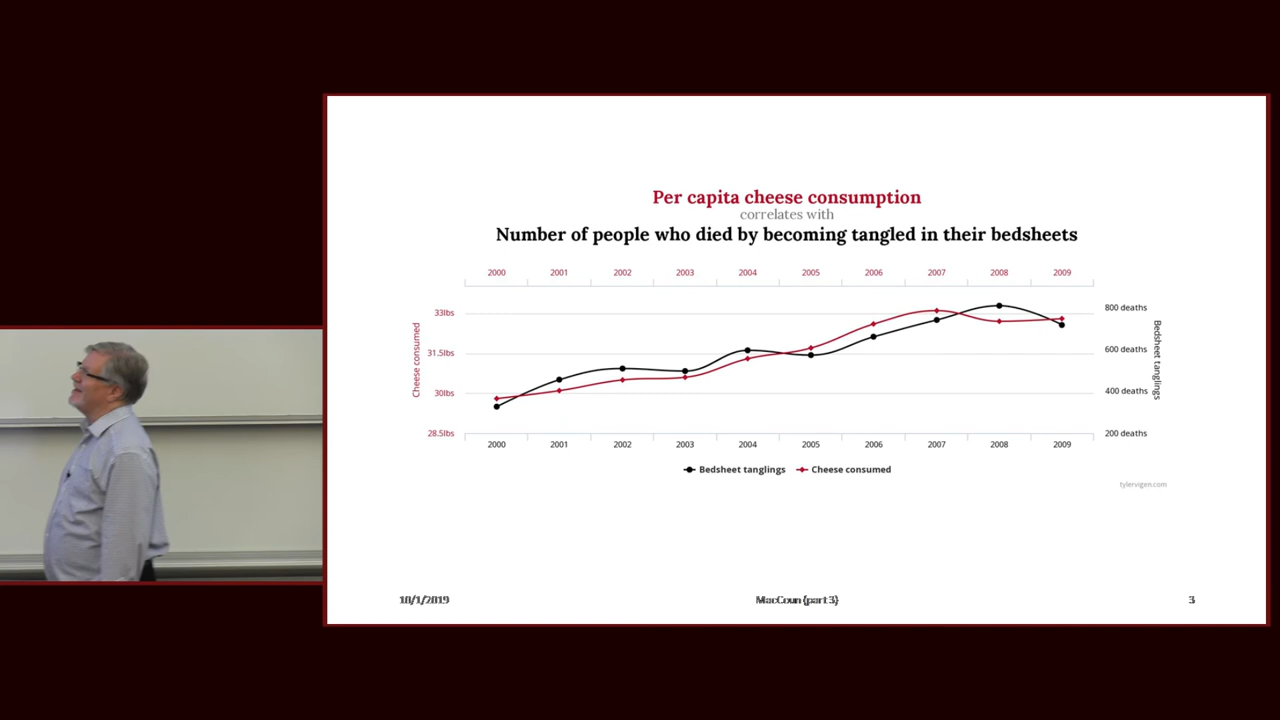 Per capita cheese consumption
correlates with
Number of people who died by becoming tangled in their bedsheets
2000 2001 2002 2003 2004 2005 2006 2007 2008 2009
33lbs
31.5lbs
30lbs
28.5lbs
Cheese consumed
800 deaths
600 deaths
400 deaths
200 deaths
Bedsheet tanglings
2000 2001 2002 2003 2004 2005 2006 2007 2008 2009
Bedsheet tanglings Cheese consumed
tylervigen.com
10/1/2019 MacCoun (part 3) 3